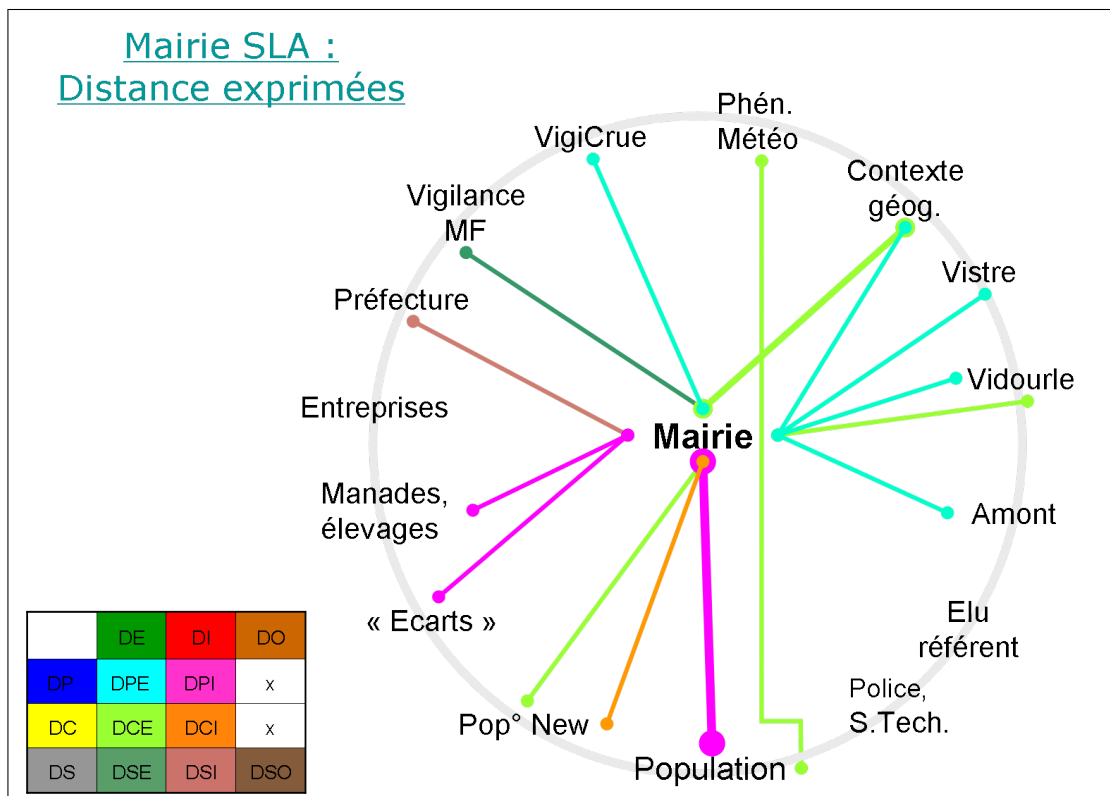 Mairie SLA :
Distance exprimées
Phén.
Météo
VigiCrue
Contexte
géog.
Vigilance
MF
Vistre
Préfecture
Vidourle
Entreprises
Mairie
Manades,
élevages
Amont
« Ecarts »
Elu
référent
Police,
S.Tech.
Pop° New
Population
DE DI DO
DP DPE DPI x
DC DCE DCI x
DS DSE DSI DSO